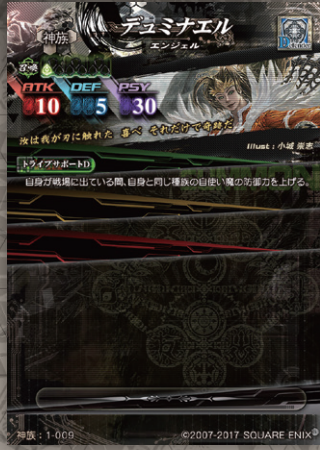 神族
デュミナエル
エンジェル
召喚
ATK DEF PSY
10 5 30
汝は我が刃に触れた 喜べ それだけで奇跡だ
Illust:小城 崇志
トライブサポートD
自身が戦場に出ている間、自身と同じ種族の自使い魔の防御力を上げる。
神族:1-009
©2007-2017 SQUARE ENIX